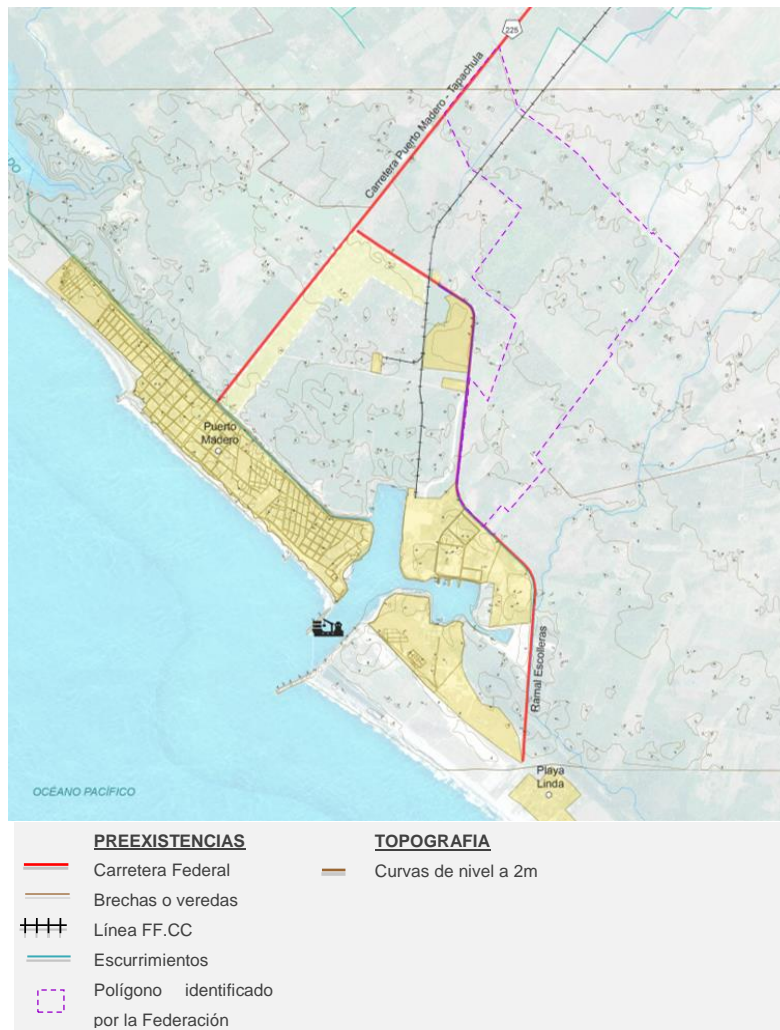 225
Carretera Puerto Madero - Tapachula
DO
Puerto
Madero
Ramal Escolleras
OCÉANO PACÍFICO
Playa
Linda
PREEXISTENCIAS
Carretera Federal
Brechas o veredas
Línea FF.CC
Escurrimientos
Polígono identificado
por la Federación
TOPOGRAFIA
Curvas de nivel a 2m